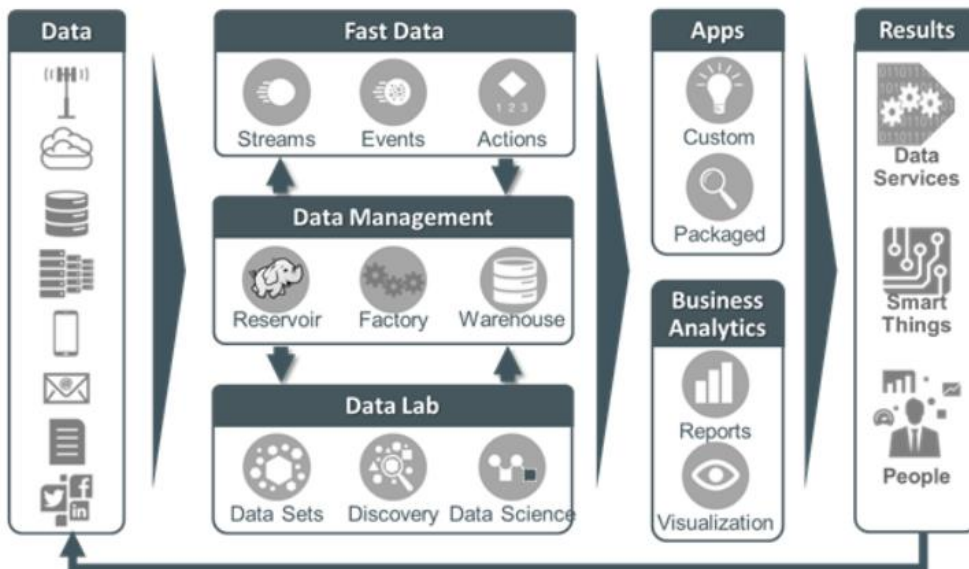 Data
Fast Data
Streams
Events
Actions
1 2 3
Data Management
Reservoir
Factory
Warehouse
Data Lab
Data Sets
Discovery
Data Science
Apps
Custom
Packaged
Business
Analytics
Reports
Visualization
Results
Data
Services
Smart
Things
People